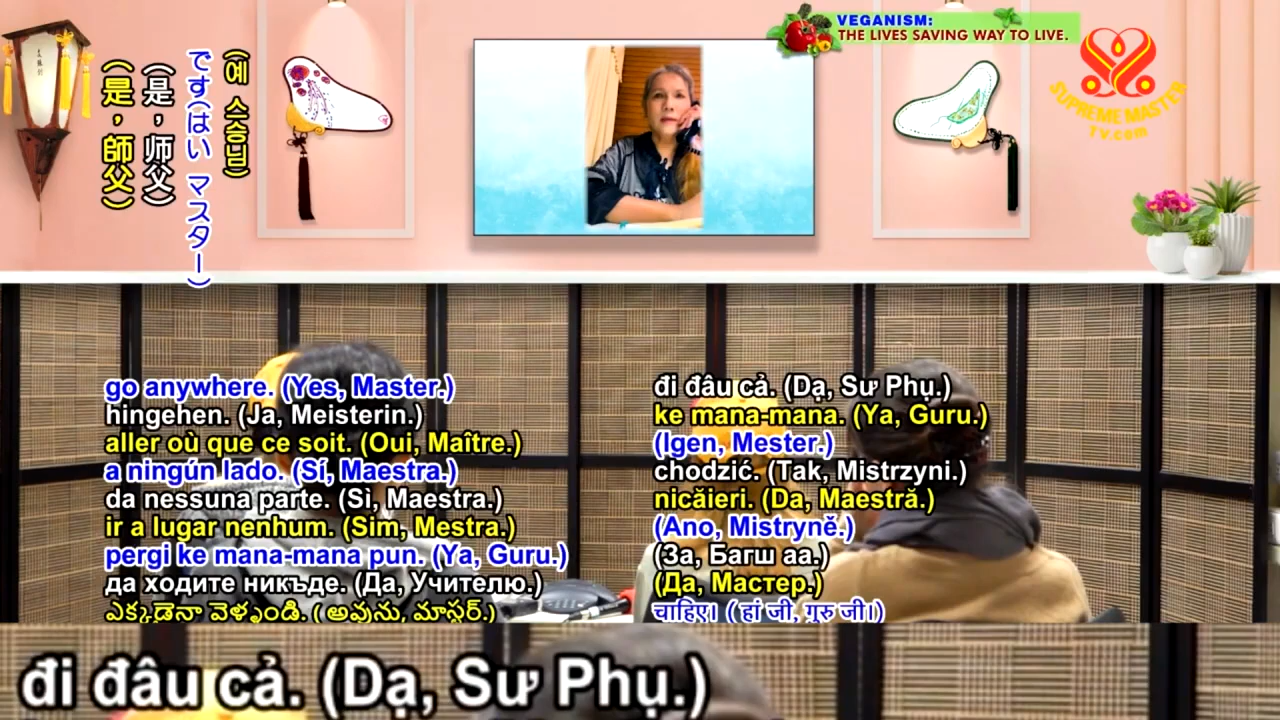 VEGANISM:
THE LIVES SAVING WAY TO LIVE.
SUPREME MASTER
TV.com
(예 스승님)
です(はい マスター)
(是，师父)
(是，師父)
go anywhere. (Yes, Master.)
hingehen. (Ja, Meisterin.)
aller où que ce soit. (Oui, Maître.)
a ningún lado. (Sí, Maestra.)
da nessuna parte. (Sì, Maestra.)
ir a lugar nenhum. (Sim, Mestra.)
pergi ke mana-mana pun. (Ya, Guru.)
да ходите никъде. (Да, Учителю.)
ఎక్కడెనా వెళ్ళండి. ( అవును, మాస్టర్.)
đi đâu cả. (Dạ, Sư Phụ.)
ke mana-mana. (Ya, Guru.)
(Igen, Mester.)
chodzić. (Tak, Mistrzyni.)
nicăieri. (Da, Maestră.)
(Ano, Mistryně.)
(За, Багш аа.)
(Да, Мастер.)
चाहिए। ( हां जी, गुरु जी।)
đi đâu cả. (Dạ, Sư Phụ.)